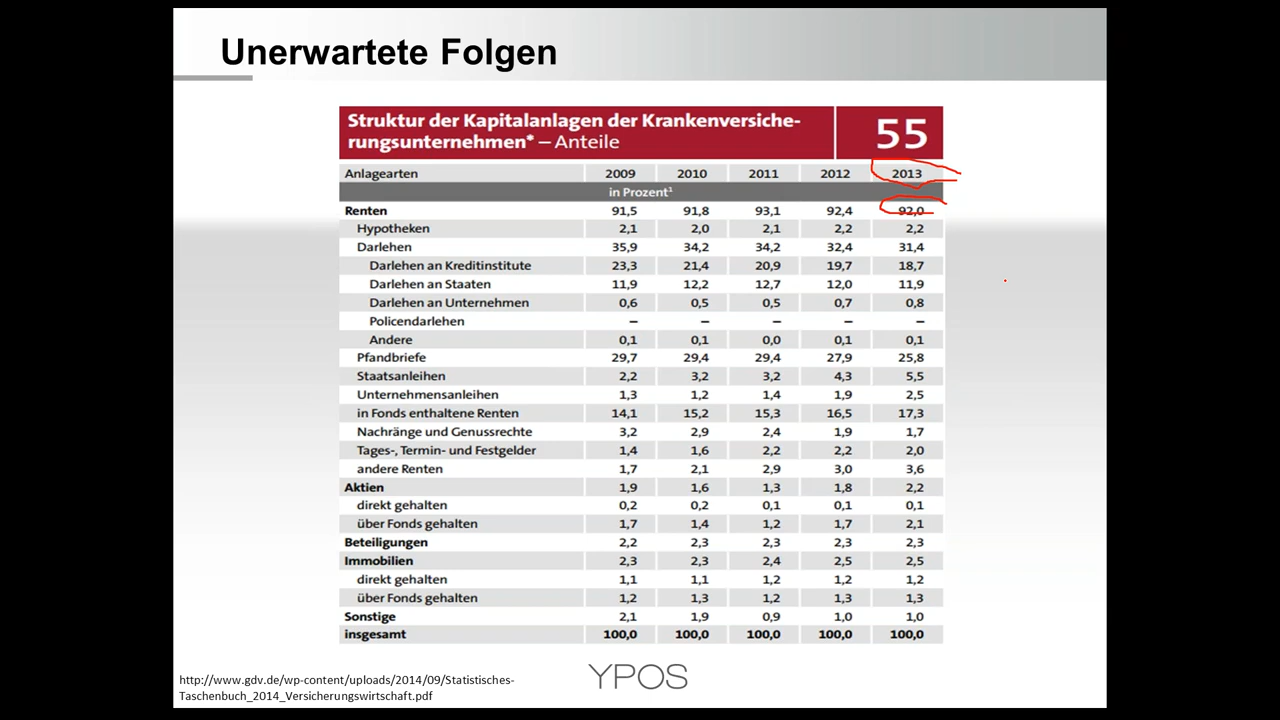 Unerwartete Folgen
Struktur der Kapitalanlagen der Krankenversiche-
rungsunternehmen* – Anteile
55
Anlagearten 2009 2010 2011 2012 2013
in Prozent¹
Renten 91,5 91,8 93,1 92,4 92,0
Hypotheken 2,1 2,0 2,1 2,2 2,2
Darlehen 35,9 34,2 34,2 32,4 31,4
Darlehen an Kreditinstitute 23,3 21,4 20,9 19,7 18,7
Darlehen an Staaten 11,9 12,2 12,7 12,0 11,9
Darlehen an Unternehmen 0,6 0,5 0,5 0,7 0,8
Policendarlehen – – – – –
Andere 0,1 0,1 0,0 0,1 0,1
Pfandbriefe 29,7 29,4 29,4 27,9 25,8
Staatsanleihen 2,2 3,2 3,2 4,3 5,5
Unternehmensanleihen 1,3 1,2 1,4 1,9 2,5
in Fonds enthaltene Renten 14,1 15,2 15,3 16,5 17,3
Nachränge und Genussrechte 3,2 2,9 2,4 1,9 1,7
Tages-, Termin- und Festgelder 1,4 1,6 2,2 2,2 2,0
andere Renten 1,7 2,1 2,9 3,0 3,6
Aktien 1,9 1,6 1,3 1,8 2,2
direkt gehalten 0,2 0,2 0,1 0,1 0,1
über Fonds gehalten 1,7 1,4 1,2 1,7 2,1
Beteiligungen 2,2 2,3 2,3 2,3 2,3
Immobilien 2,3 2,3 2,4 2,5 2,5
direkt gehalten 1,1 1,1 1,2 1,2 1,2
über Fonds gehalten 1,2 1,3 1,2 1,3 1,3
Sonstige 2,1 1,9 0,9 1,0 1,0
insgesamt 100,0 100,0 100,0 100,0 100,0
YPOS
http://www.gdv.de/wp-content/uploads/2014/09/Statistisches-
Taschenbuch_2014_Versicherungswirtschaft.pdf